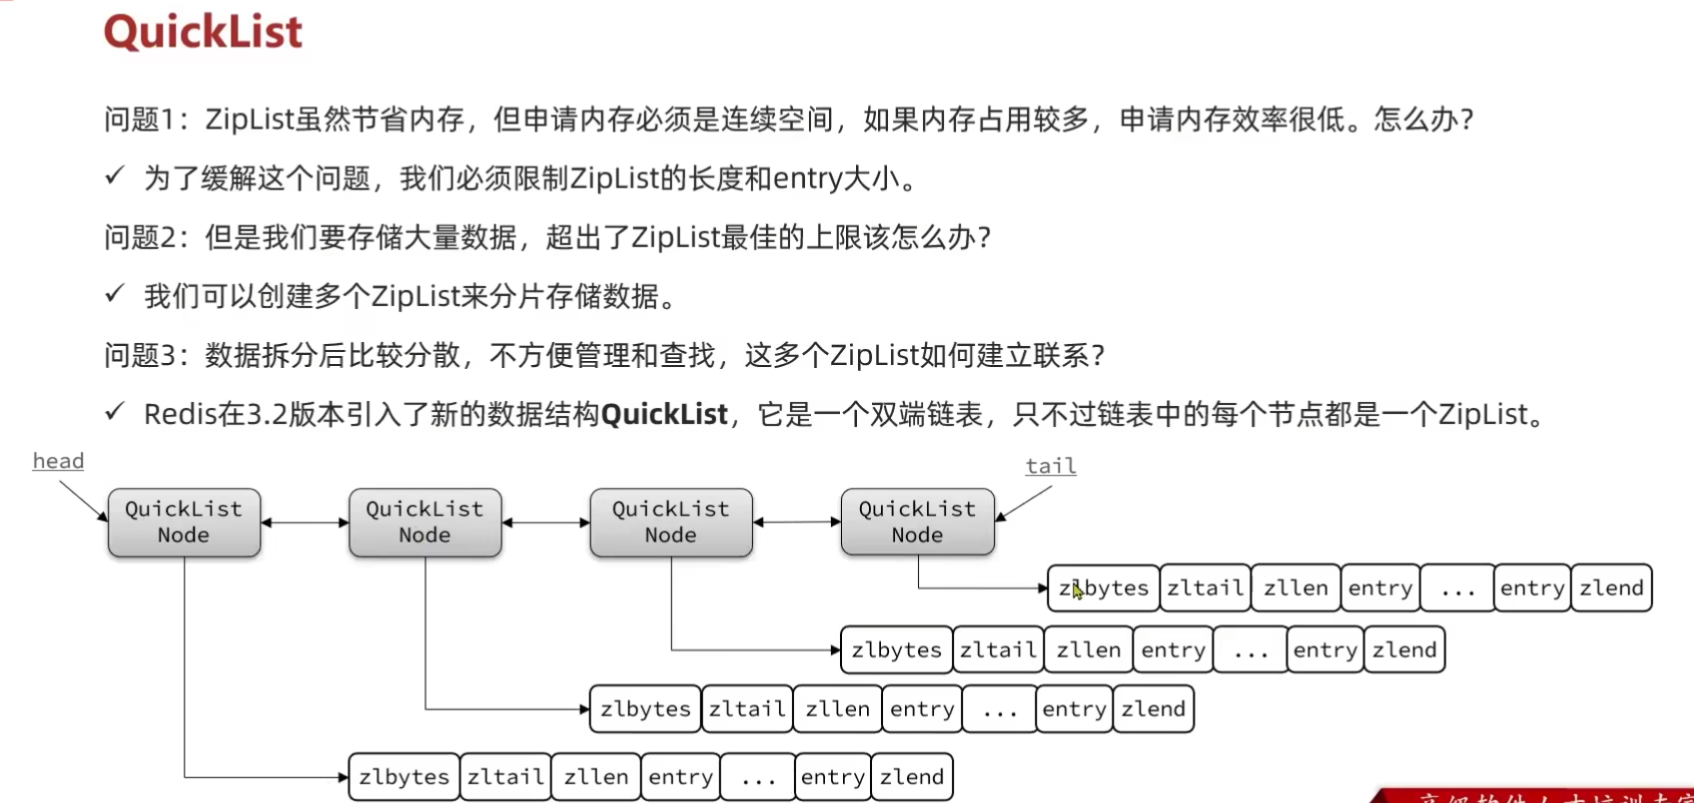 QuickList
问题1：ZipList虽然节省内存，但申请内存必须是连续空间，如果内存占用较多，申请内存效率很低。怎么办？
✓ 为了缓解这个问题，我们必须限制ZipList的长度和entry大小。
问题2：但是我们要存储大量数据，超出了ZipList最佳的上限该怎么办？
✓ 我们可以创建多个ZipList来分片存储数据。
问题3：数据拆分后比较分散，不方便管理和查找，这多个ZipList如何建立联系？
✓ Redis在3.2版本引入了新的数据结构QuickList，它是一个双端链表，只不过链表中的每个节点都是一个ZipList。
head
tail
QuickList
Node
QuickList
Node
QuickList
Node
QuickList
Node
zlbytes zltail zllen entry ... entry zlend
zlbytes zltail zllen entry ... entry zlend
zlbytes zltail zllen entry ... entry zlend
zlbytes zltail zllen entry ... entry zlend